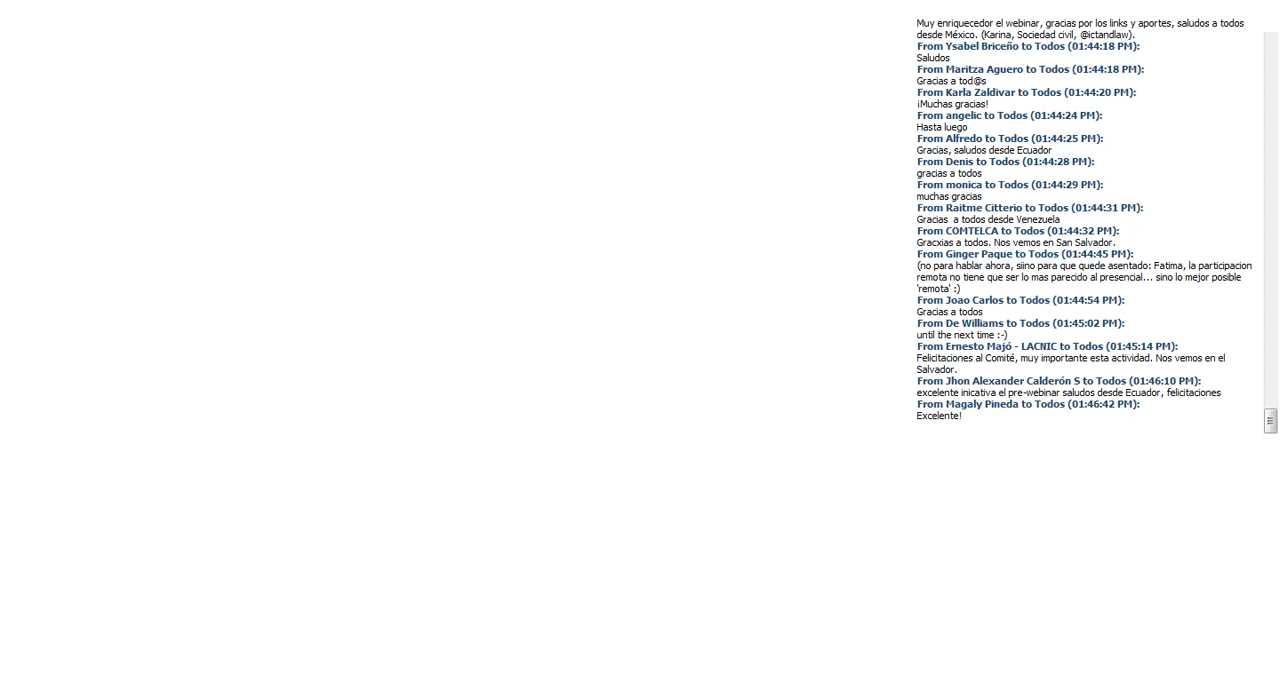 Muy enriquecedor el webinar, gracias por los links y aportes, saludos a todos
desde México. (Karina, Sociedad civil, @ictandlaw).
From Ysabel Briceño to Todos (01:44:18 PM):
Saludos
From Maritza Aguero to Todos (01:44:18 PM):
Gracias a tod@s
From Karla Zaldivar to Todos (01:44:20 PM):
¡Muchas gracias!
From angelic to Todos (01:44:24 PM):
Hasta luego
From Alfredo to Todos (01:44:25 PM):
Gracias, saludos desde Ecuador
From Denis to Todos (01:44:28 PM):
gracias a todos
From monica to Todos (01:44:29 PM):
muchas gracias
From Raitme Citterio to Todos (01:44:31 PM):
Gracias  a todos desde Venezuela
From COMTELCA to Todos (01:44:32 PM):
Gracxias a todos. Nos vemos en San Salvador.
From Ginger Paque to Todos (01:44:45 PM):
(no para hablar ahora, siino para que quede asentado: Fatima, la participacion
remota no tiene que ser lo mas parecido al presencial... sino lo mejor posible
'remota' :)
From Joao Carlos to Todos (01:44:54 PM):
Gracias a todos
From De Williams to Todos (01:45:02 PM):
until the next time :-)
From Ernesto Majó - LACNIC to Todos (01:45:14 PM):
Felicitaciones al Comité, muy importante esta actividad. Nos vemos en el
Salvador.
From Jhon Alexander Calderón S to Todos (01:46:10 PM):
excelente inicativa el pre-webinar saludos desde Ecuador, felicitaciones
From Magaly Pineda to Todos (01:46:42 PM):
Excelente!